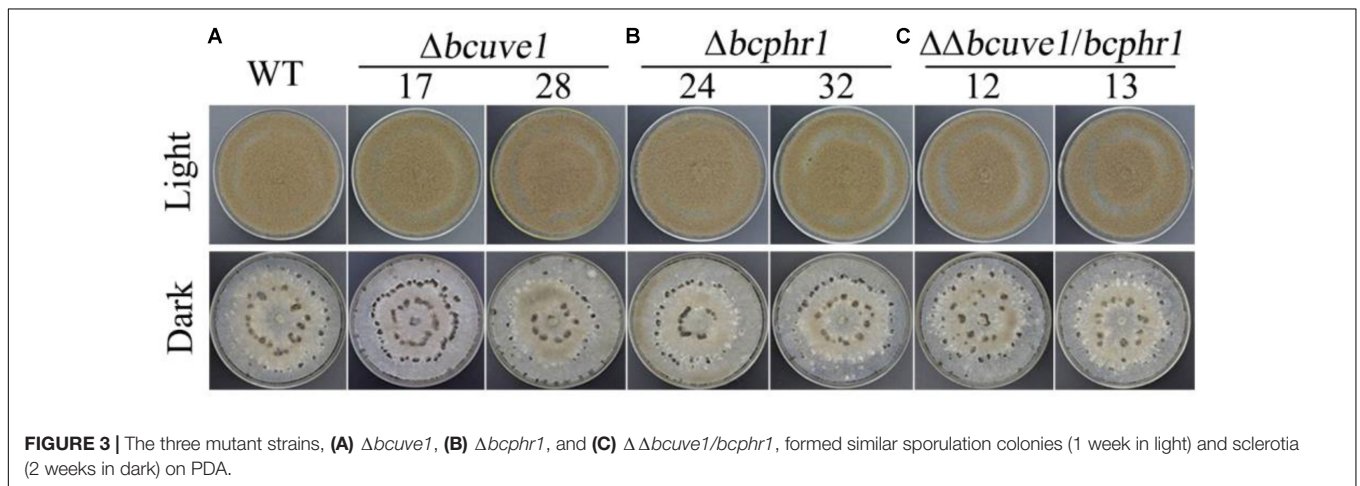 A B C
WT Δbcuve1 Δbcphr1 ΔΔbcuve1/bcphr1
17 28 24 32 12 13
Light
Dark
FIGURE 3 | The three mutant strains, (A) Δbcuve1, (B) Δbcphr1, and (C) ΔΔbcuve1/bcphr1, formed similar sporulation colonies (1 week in light) and sclerotia
(2 weeks in dark) on PDA.